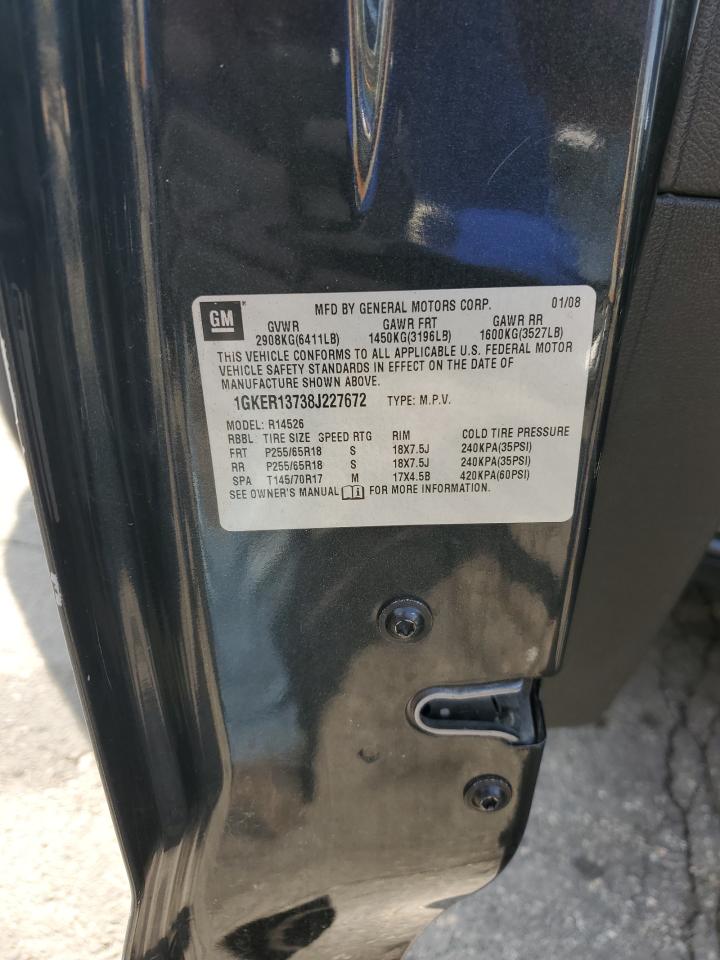 GM MFD BY GENERAL MOTORS CORP. 01/08
GVWR GAWR FRT GAWR RR
2908KG(6411LB) 1450KG(3196LB) 1600KG(3527LB)
THIS VEHICLE CONFORMS TO ALL APPLICABLE U.S. FEDERAL MOTOR
VEHICLE SAFETY STANDARDS IN EFFECT ON THE DATE OF
MANUFACTURE SHOWN ABOVE.
1GKER13738J227672 TYPE: M.P.V.
MODEL: R14526
RBBL TIRE SIZE SPEED RTG RIM COLD TIRE PRESSURE
FRT P255/65R18 S 18X7.5J 240KPA(35PSI)
RR P255/65R18 S 18X7.5J 240KPA(35PSI)
SPA T145/70R17 M 17X4.5B 420KPA(60PSI)
SEE OWNER'S MANUAL FOR MORE INFORMATION.